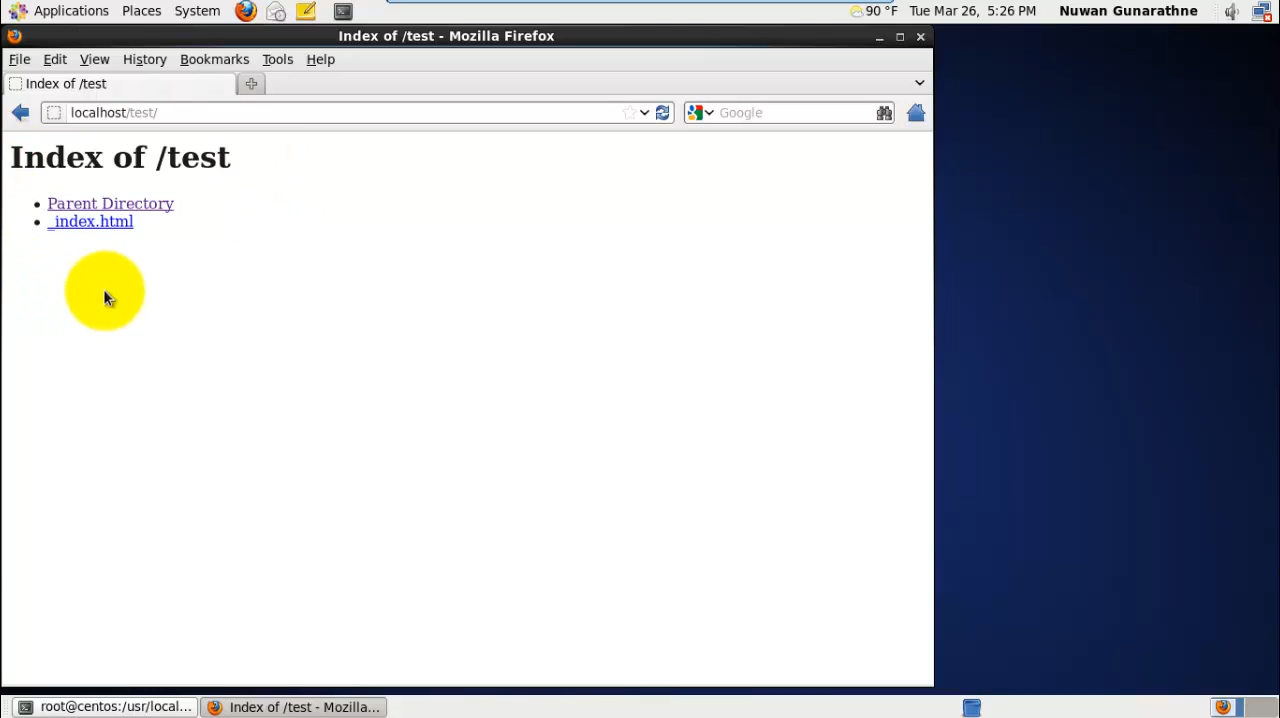 Applications Places System 90 °F Tue Mar 26, 5:26 PM Nuwan Gunarathne
Index of /test - Mozilla Firefox
File Edit View History Bookmarks Tools Help
Index of /test
localhost/test/ Google
Index of /test
Parent Directory
_index.html
root@centos:/usr/local... Index of /test - Mozilla...